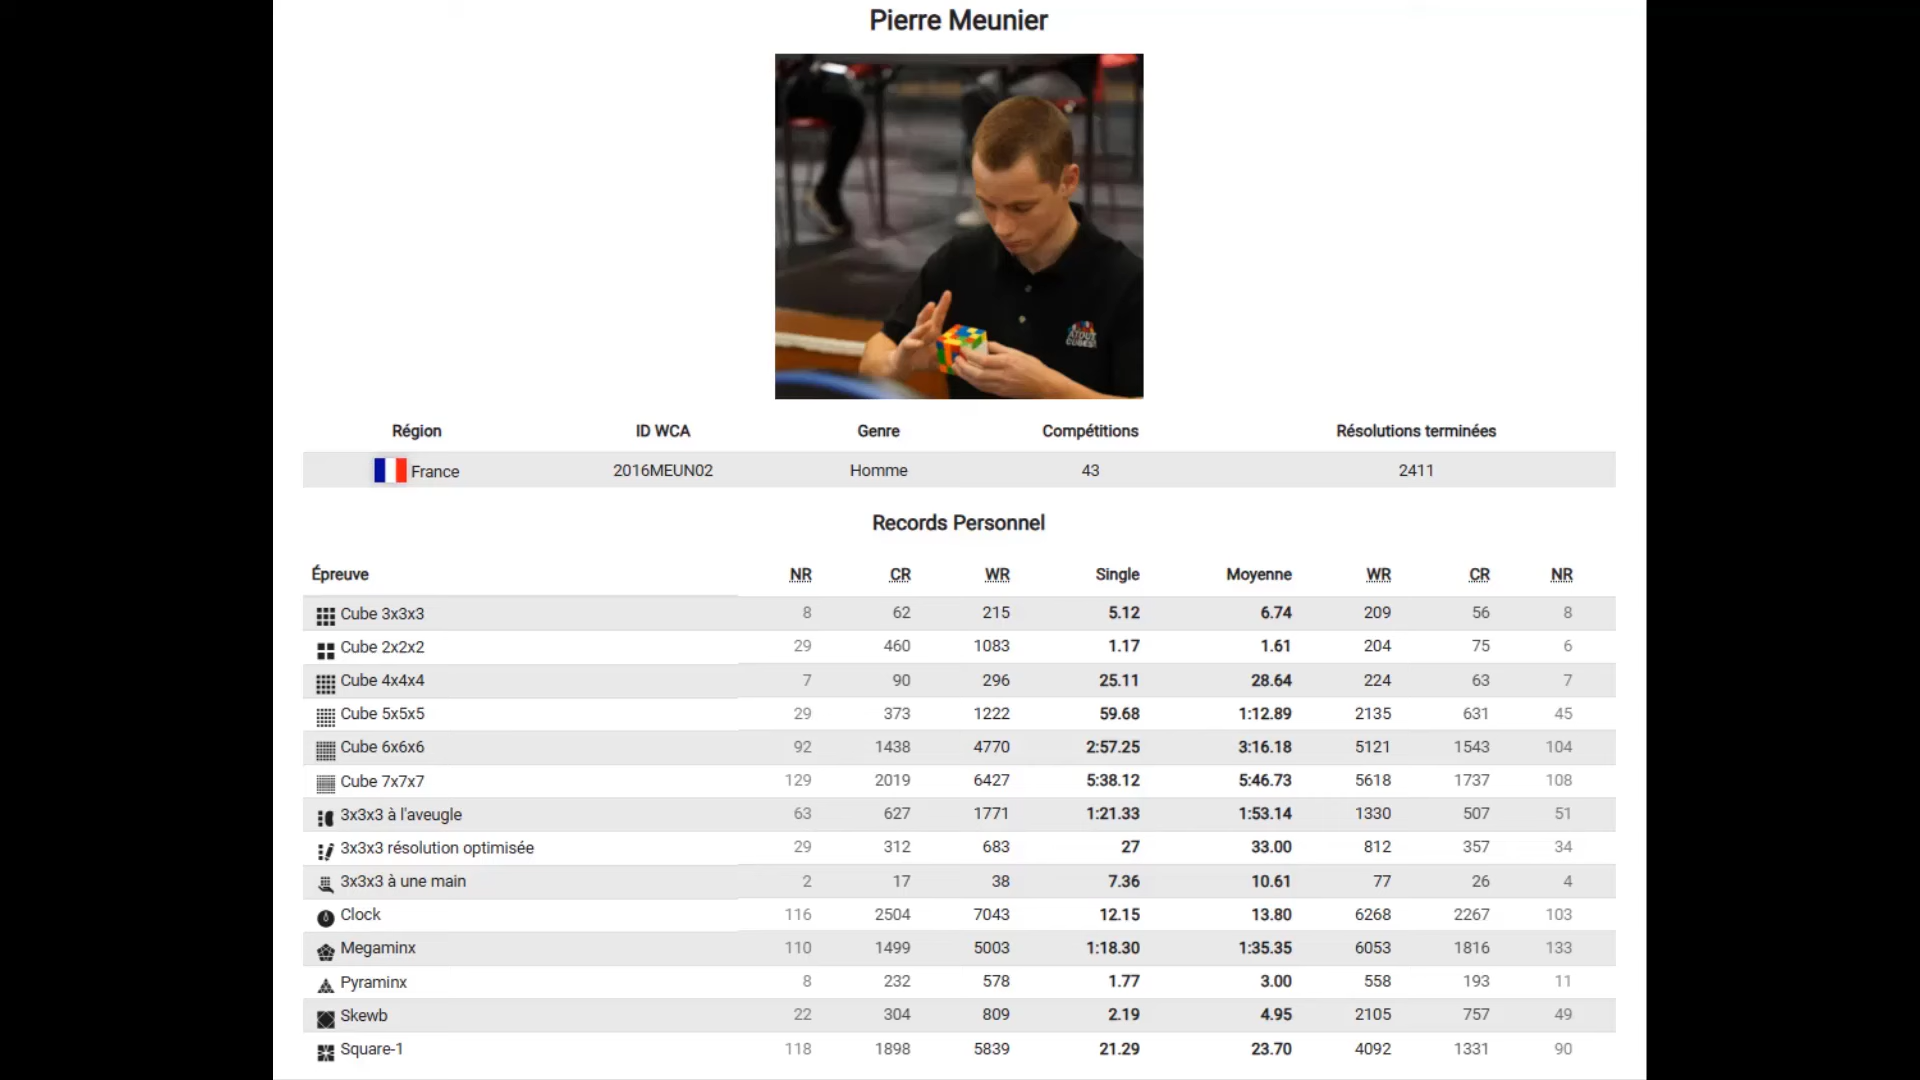 Pierre Meunier
ATOUT
CUBES!
Région ID WCA Genre Compétitions Résolutions terminées
France 2016MEUN02 Homme 43 2411
Records Personnel
Épreuve NR CR WR Single Moyenne WR CR NR
Cube 3x3x3 8 62 215 5.12 6.74 209 56 8
Cube 2x2x2 29 460 1083 1.17 1.61 204 75 6
Cube 4x4x4 7 90 296 25.11 28.64 224 63 7
Cube 5x5x5 29 373 1222 59.68 1:12.89 2135 631 45
Cube 6x6x6 92 1438 4770 2:57.25 3:16.18 5121 1543 104
Cube 7x7x7 129 2019 6427 5:38.12 5:46.73 5618 1737 108
3x3x3 à l'aveugle 63 627 1771 1:21.33 1:53.14 1330 507 51
3x3x3 résolution optimisée 29 312 683 27 33.00 812 357 34
3x3x3 à une main 2 17 38 7.36 10.61 77 26 4
Clock 116 2504 7043 12.15 13.80 6268 2267 103
Megaminx 110 1499 5003 1:18.30 1:35.35 6053 1816 133
Pyraminx 8 232 578 1.77 3.00 558 193 11
Skewb 22 304 809 2.19 4.95 2105 757 49
Square-1 118 1898 5839 21.29 23.70 4092 1331 90